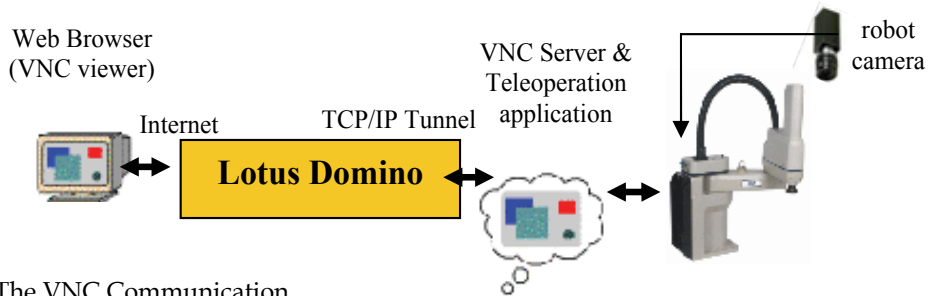 Web Browser
(VNC viewer)
Internet
TCP/IP Tunnel
Lotus Domino
VNC Server &
Teleoperation
application
robot
camera
The VNC Communication